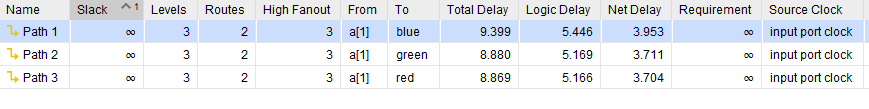 Name Slack ^1 Levels Routes High Fanout From To Total Delay Logic Delay Net Delay Requirement Source Clock
Path 1 ∞ 3 2 3 a[1] blue 9.399 5.446 3.953 ∞ input port clock
Path 2 ∞ 3 2 3 a[1] green 8.880 5.169 3.711 ∞ input port clock
Path 3 ∞ 3 2 3 a[1] red 8.869 5.166 3.704 ∞ input port clock